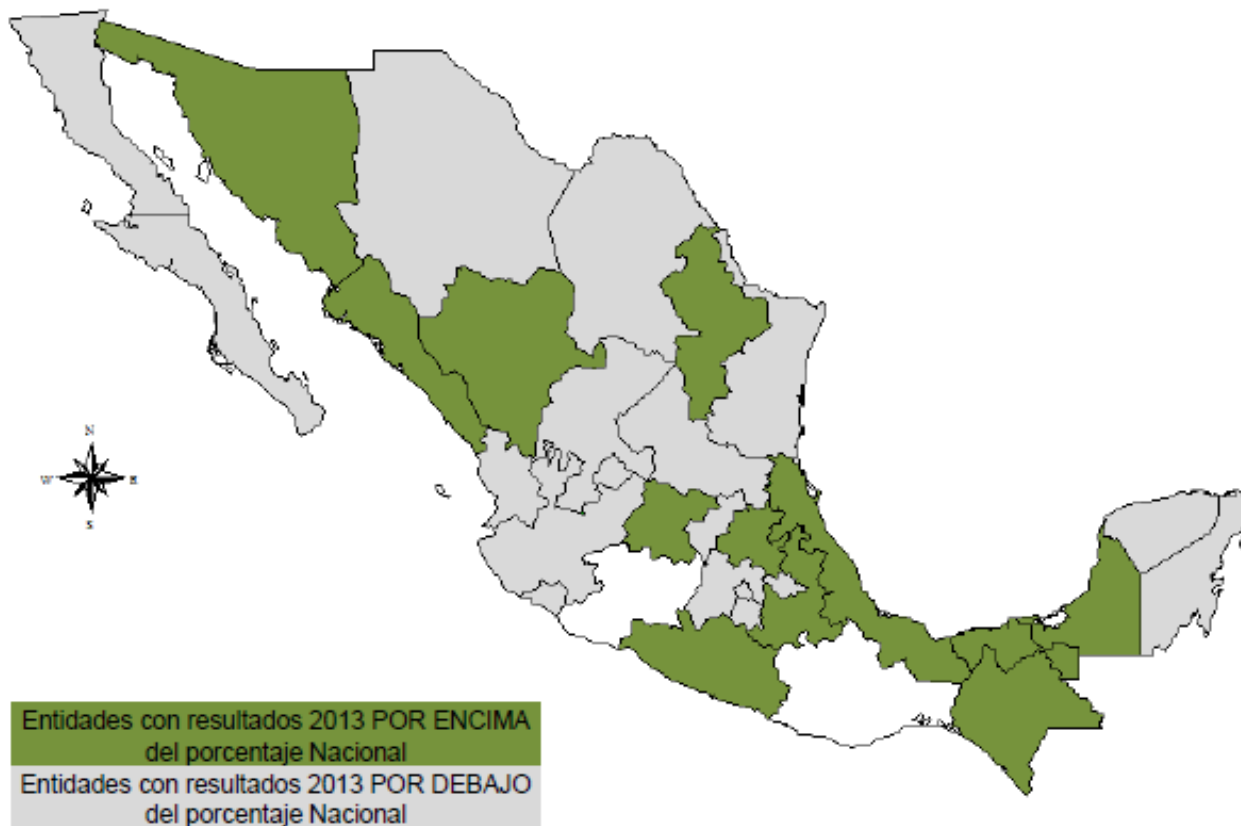 N
W E
S
Entidades con resultados 2013 POR ENCIMA
del porcentaje Nacional
Entidades con resultados 2013 POR DEBAJO
del porcentaje Nacional